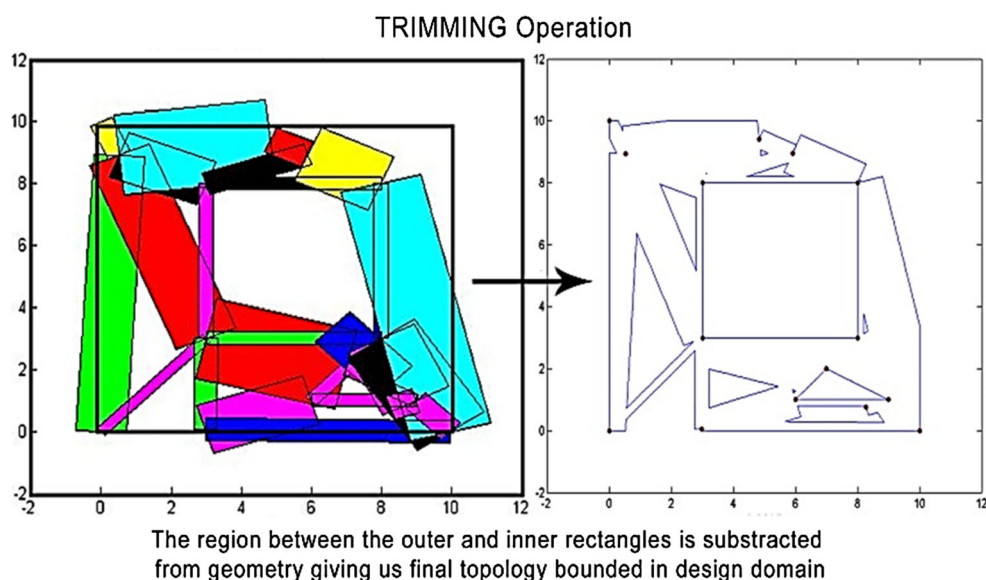 TRIMMING Operation
12 12
10 10
8 8
6 6
4 4
2 2
0 0
-2 -2
-2 0 2 4 6 8 10 12 -2 0 2 4 6 8 10 12
The region between the outer and inner rectangles is substracted
from geometry giving us final topology bounded in design domain